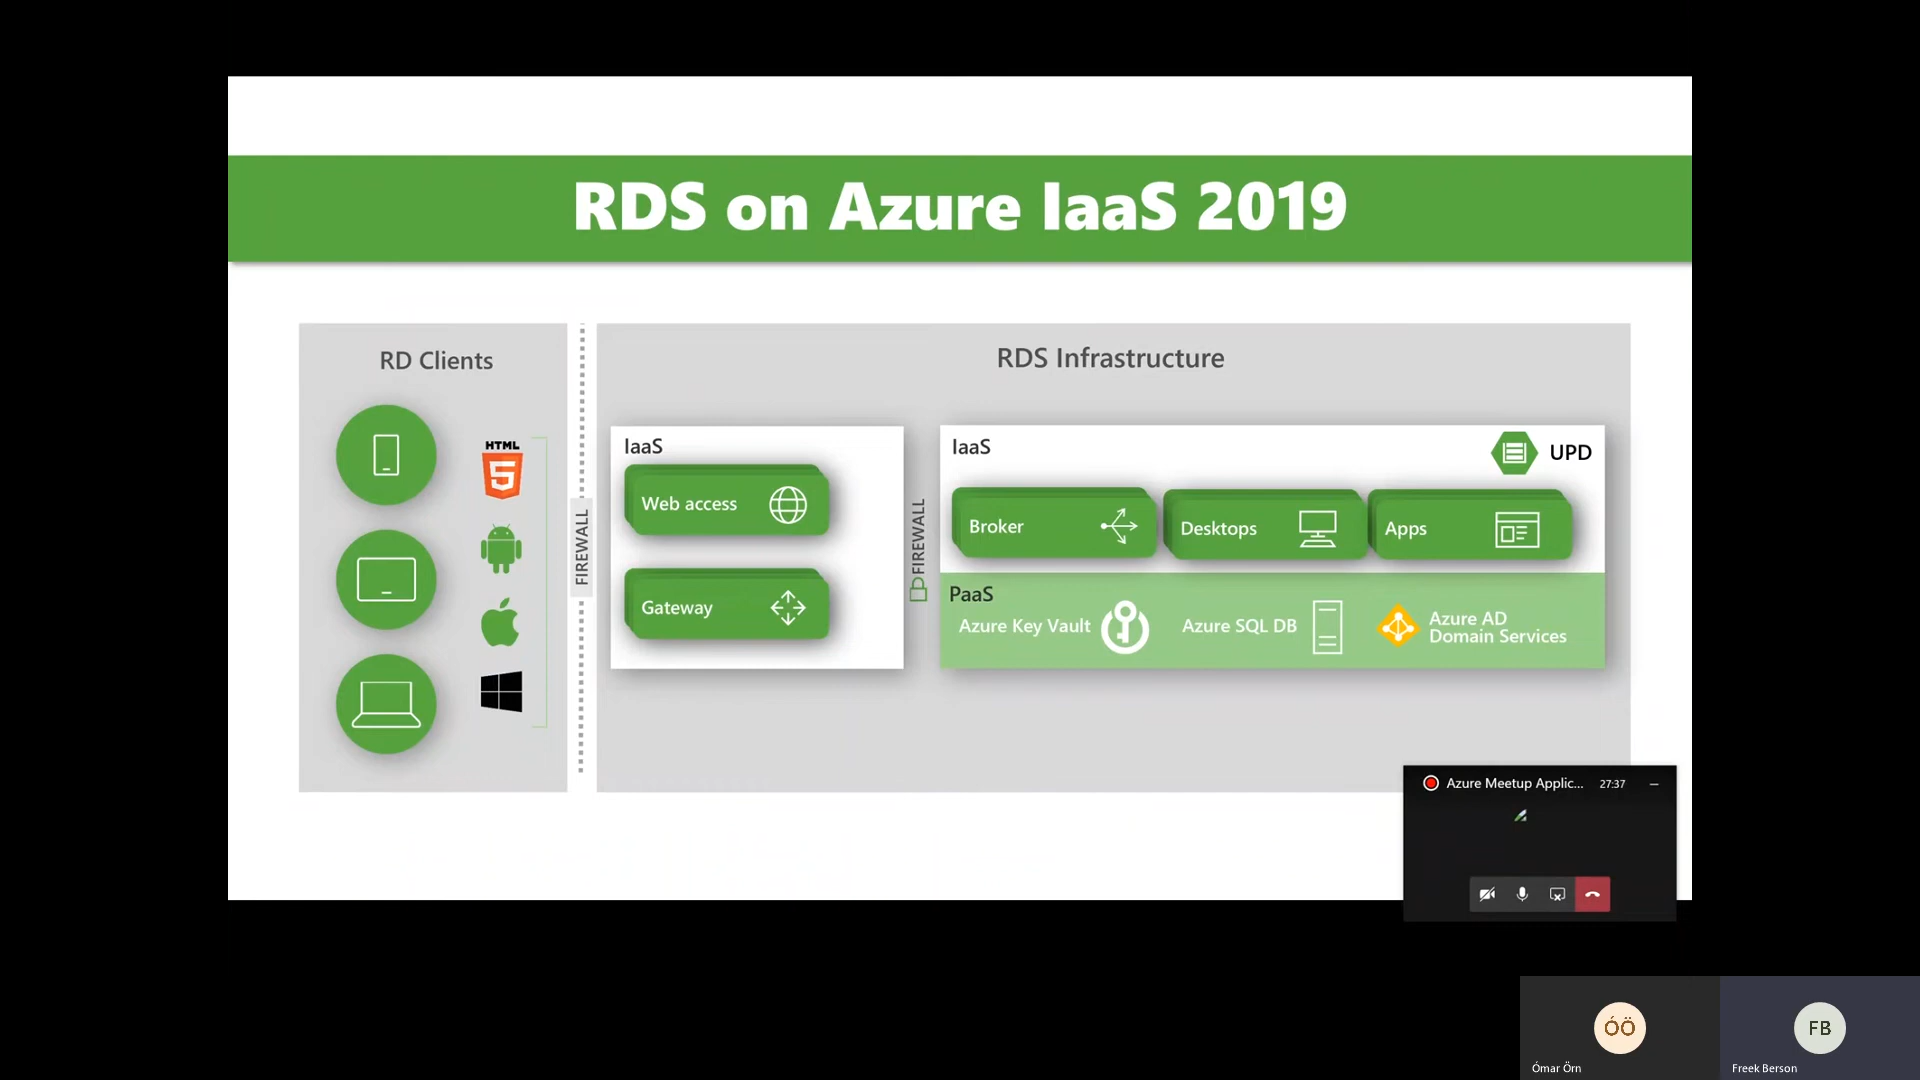 RDS on Azure IaaS 2019
RD Clients
HTML
5
FIREWALL
RDS Infrastructure
IaaS
Web access
Gateway
FIREWALL
IaaS
UPD
Broker
Desktops
Apps
PaaS
Azure Key Vault
Azure SQL DB
Azure AD
Domain Services
Azure Meetup Applic...
27:37
ÓÖ
Ómar Örn
FB
Freek Berson